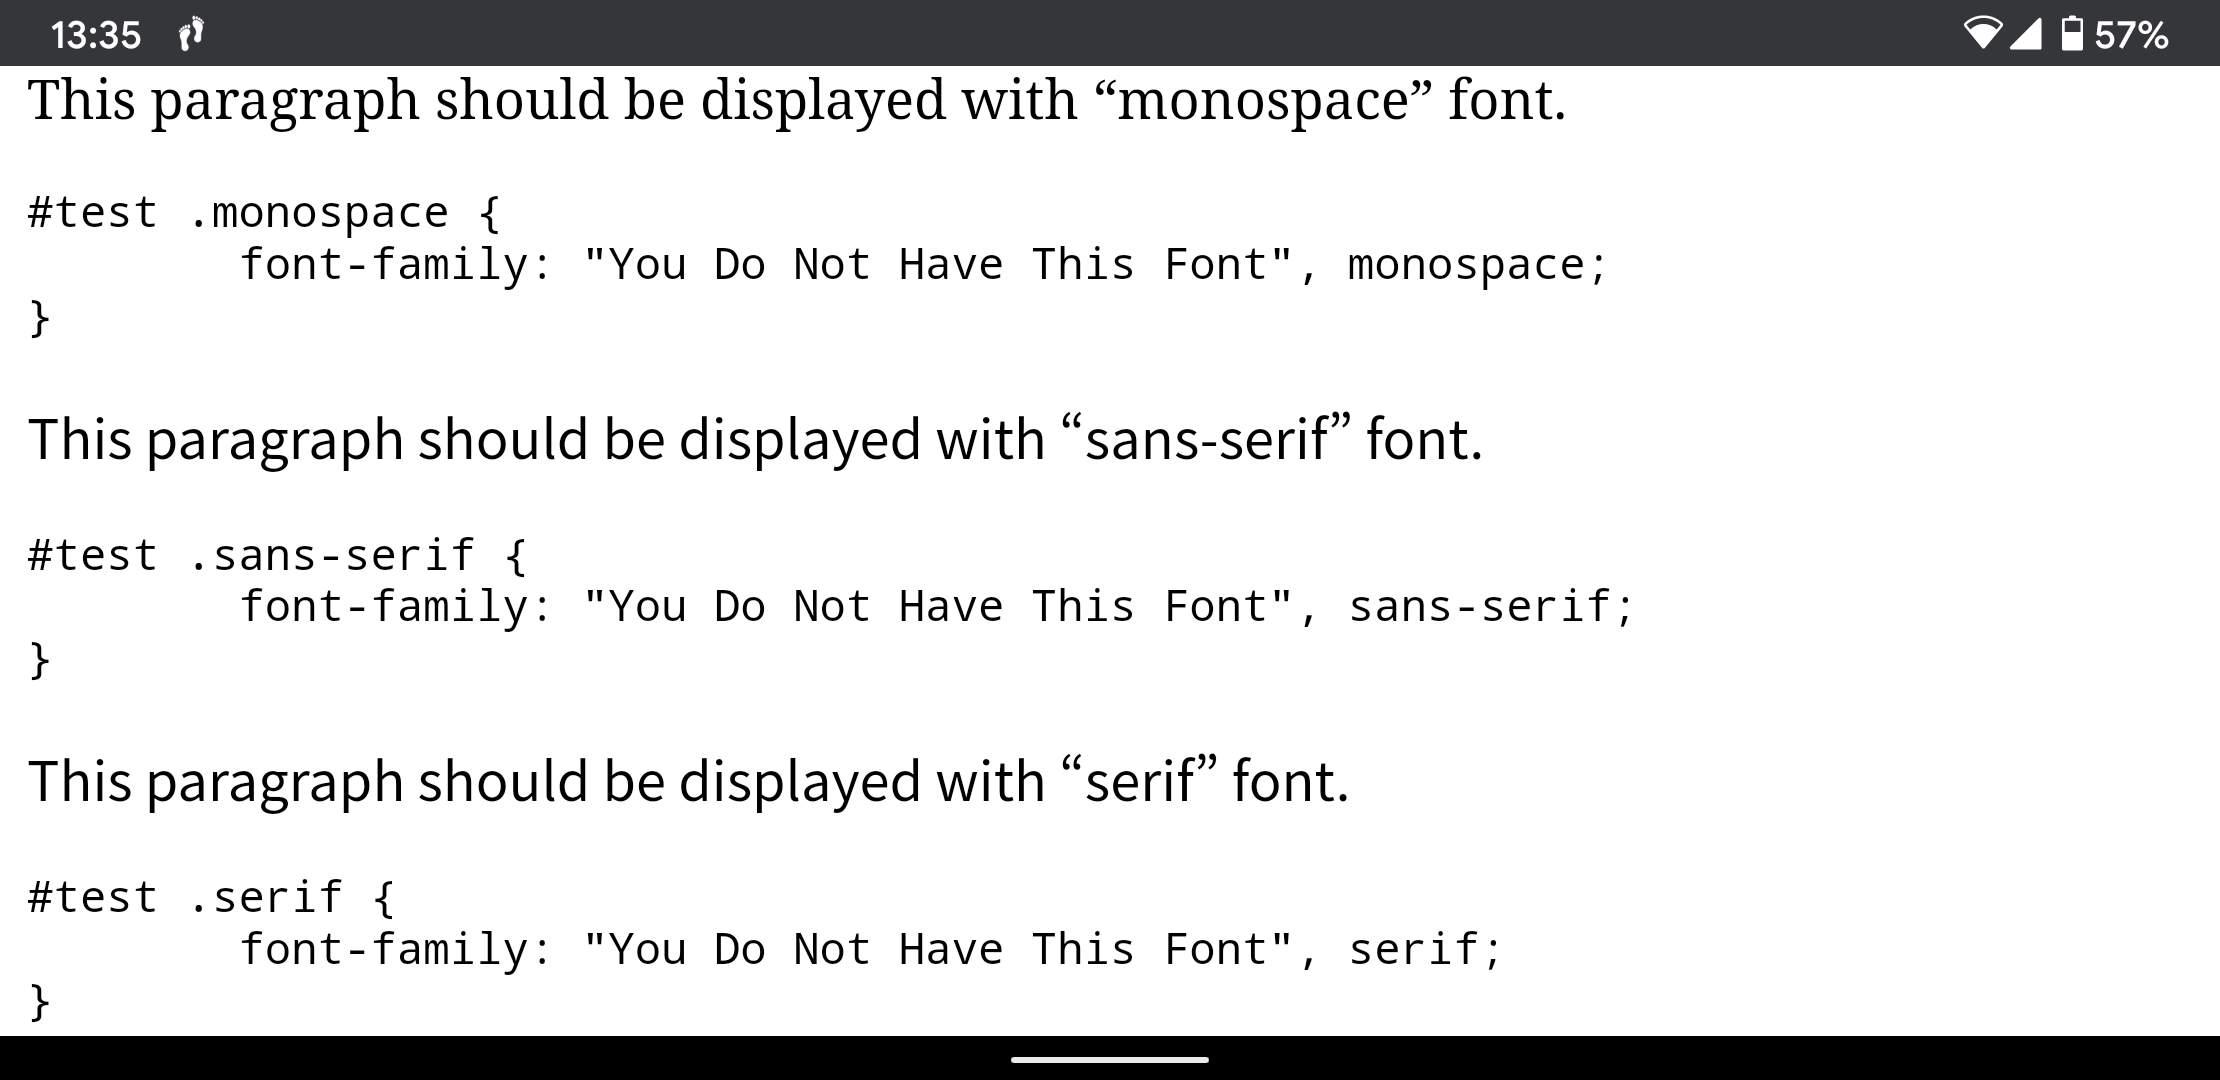 13:35 57%
This paragraph should be displayed with “monospace” font.
#test .monospace {
        font-family: "You Do Not Have This Font", monospace;
}
This paragraph should be displayed with “sans-serif” font.
#test .sans-serif {
        font-family: "You Do Not Have This Font", sans-serif;
}
This paragraph should be displayed with “serif” font.
#test .serif {
        font-family: "You Do Not Have This Font", serif;
}